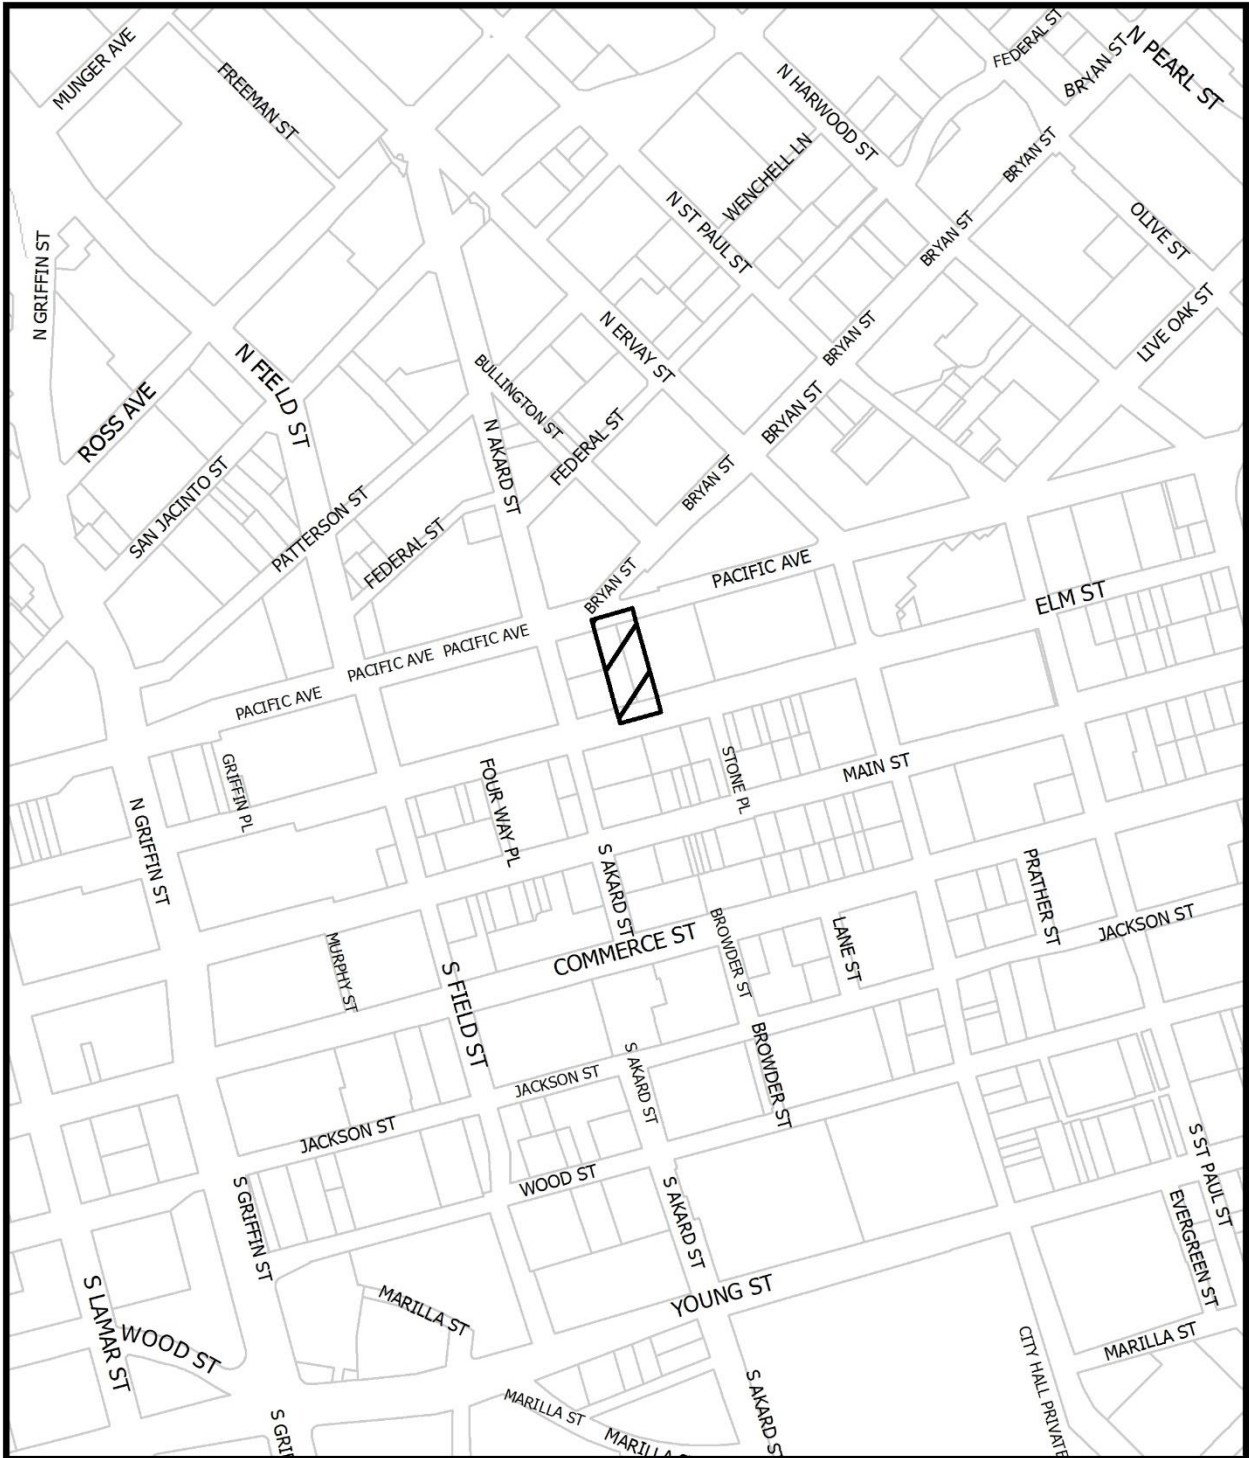 MUNGER AVE
FREEMAN ST
N HARWOOD ST
FEDERAL ST
BRYAN ST
N PEARL ST
WENCHELL LN
BRYAN ST
N ST PAUL ST
BRYAN ST
OLIVE ST
N GRIFFIN ST
N ERVAY ST
BRYAN ST
LIVE OAK ST
N FIELD ST
BULLINGTON ST
ROSS AVE
BRYAN ST
N AKARD ST
FEDERAL ST
BRYAN ST
SAN JACINTO ST
PATTERSON ST
FEDERAL ST
BRYAN ST
PACIFIC AVE
ELM ST
PACIFIC AVE
PACIFIC AVE
PACIFIC AVE
GRIFFIN PL
FOUR WAY PL
STONE PL
MAIN ST
N GRIFFIN ST
S AKARD ST
PRATHER ST
JACKSON ST
COMMERCE ST
BROWDER ST
LANE ST
MURPHY ST
S FIELD ST
BROWDER ST
S AKARD ST
JACKSON ST
JACKSON ST
WOOD ST
S ST PAUL ST
S GRIFFIN ST
S AKARD ST
EVERGREEN ST
S LAMAR ST
WOOD ST
MARILLA ST
YOUNG ST
CITY HALL PRIVATE
MARILLA ST
S GRIF
MARILLA ST
MARILLA S
S AKARD S